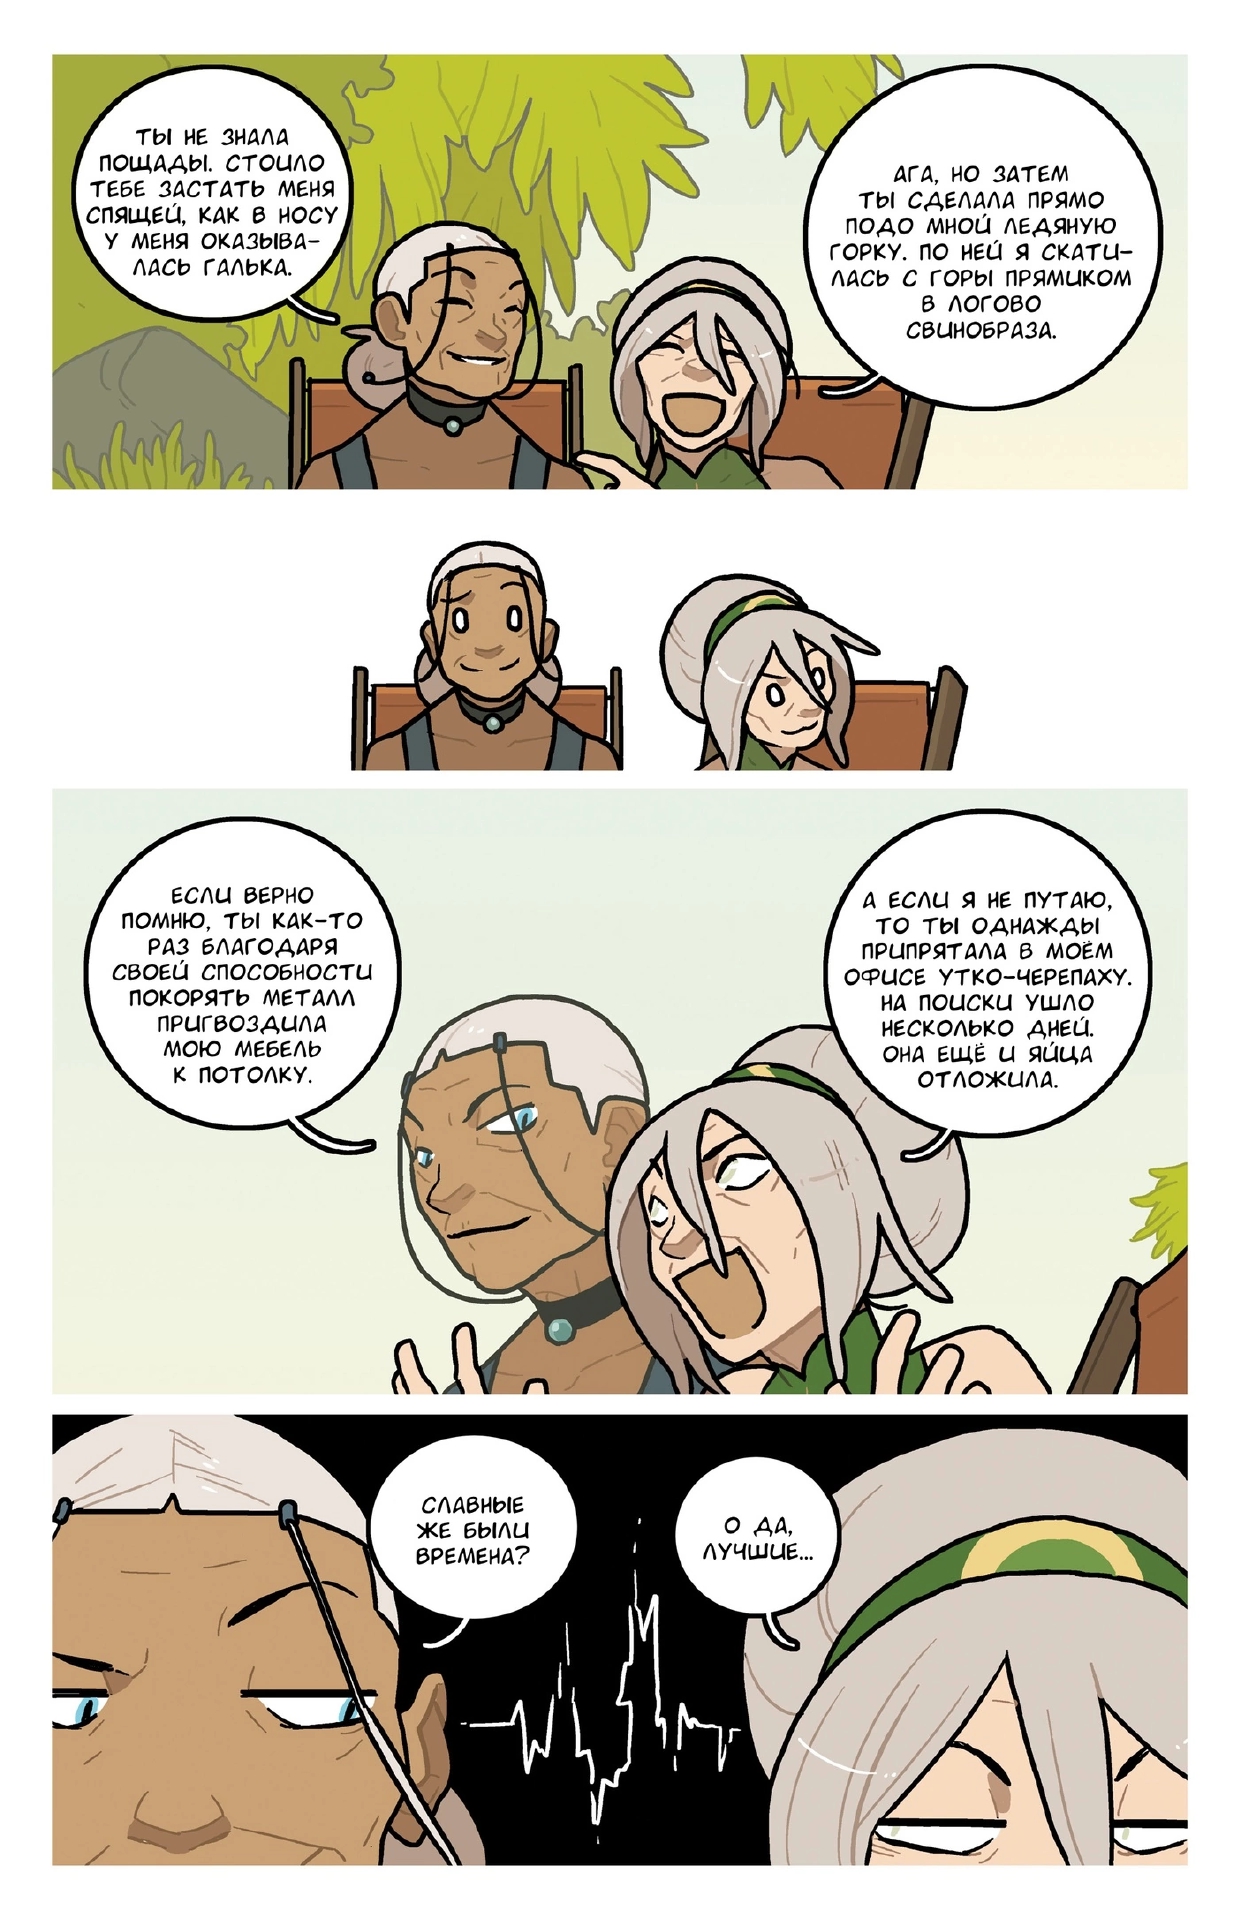 ТЫ НЕ ЗНАЛА
ПОЩАДЫ. СТОИЛО
ТЕБЕ ЗАСТАТЬ МЕНЯ
СПЯЩЕЙ, КАК В НОСУ
У МЕНЯ ОКАЗЫВА-
ЛАСЬ ГАЛЬКА.
АГА, НО ЗАТЕМ
ТЫ СДЕЛАЛА ПРЯМО
ПОДО МНОЙ ЛЕДЯНУЮ
ГОРКУ. ПО НЕЙ Я СКАТИ-
ЛАСЬ С ГОРЫ ПРЯМИКОМ
В ЛОГОВО
СВИНОБРАЗА.
ЕСЛИ ВЕРНО
ПОМНЮ, ТЫ КАК-ТО
РАЗ БЛАГОДАРЯ
СВОЕЙ СПОСОБНОСТИ
ПОКОРЯТЬ МЕТАЛЛ
ПРИГВОЗДИЛА
МОЮ МЕБЕЛЬ
К ПОТОЛКУ.
А ЕСЛИ Я НЕ ПУТАЮ,
ТО ТЫ ОДНАЖДЫ
ПРИПРЯТАЛА В МОЁМ
ОФИСЕ УТКО-ЧЕРЕПАХУ.
НА ПОИСКИ УШЛО
НЕСКОЛЬКО ДНЕЙ.
ОНА ЕЩЁ И ЯЙЦА
ОТЛОЖИЛА.
СЛАВНЫЕ
ЖЕ БЫЛИ
ВРЕМЕНА?
О ДА,
ЛУЧШИЕ...